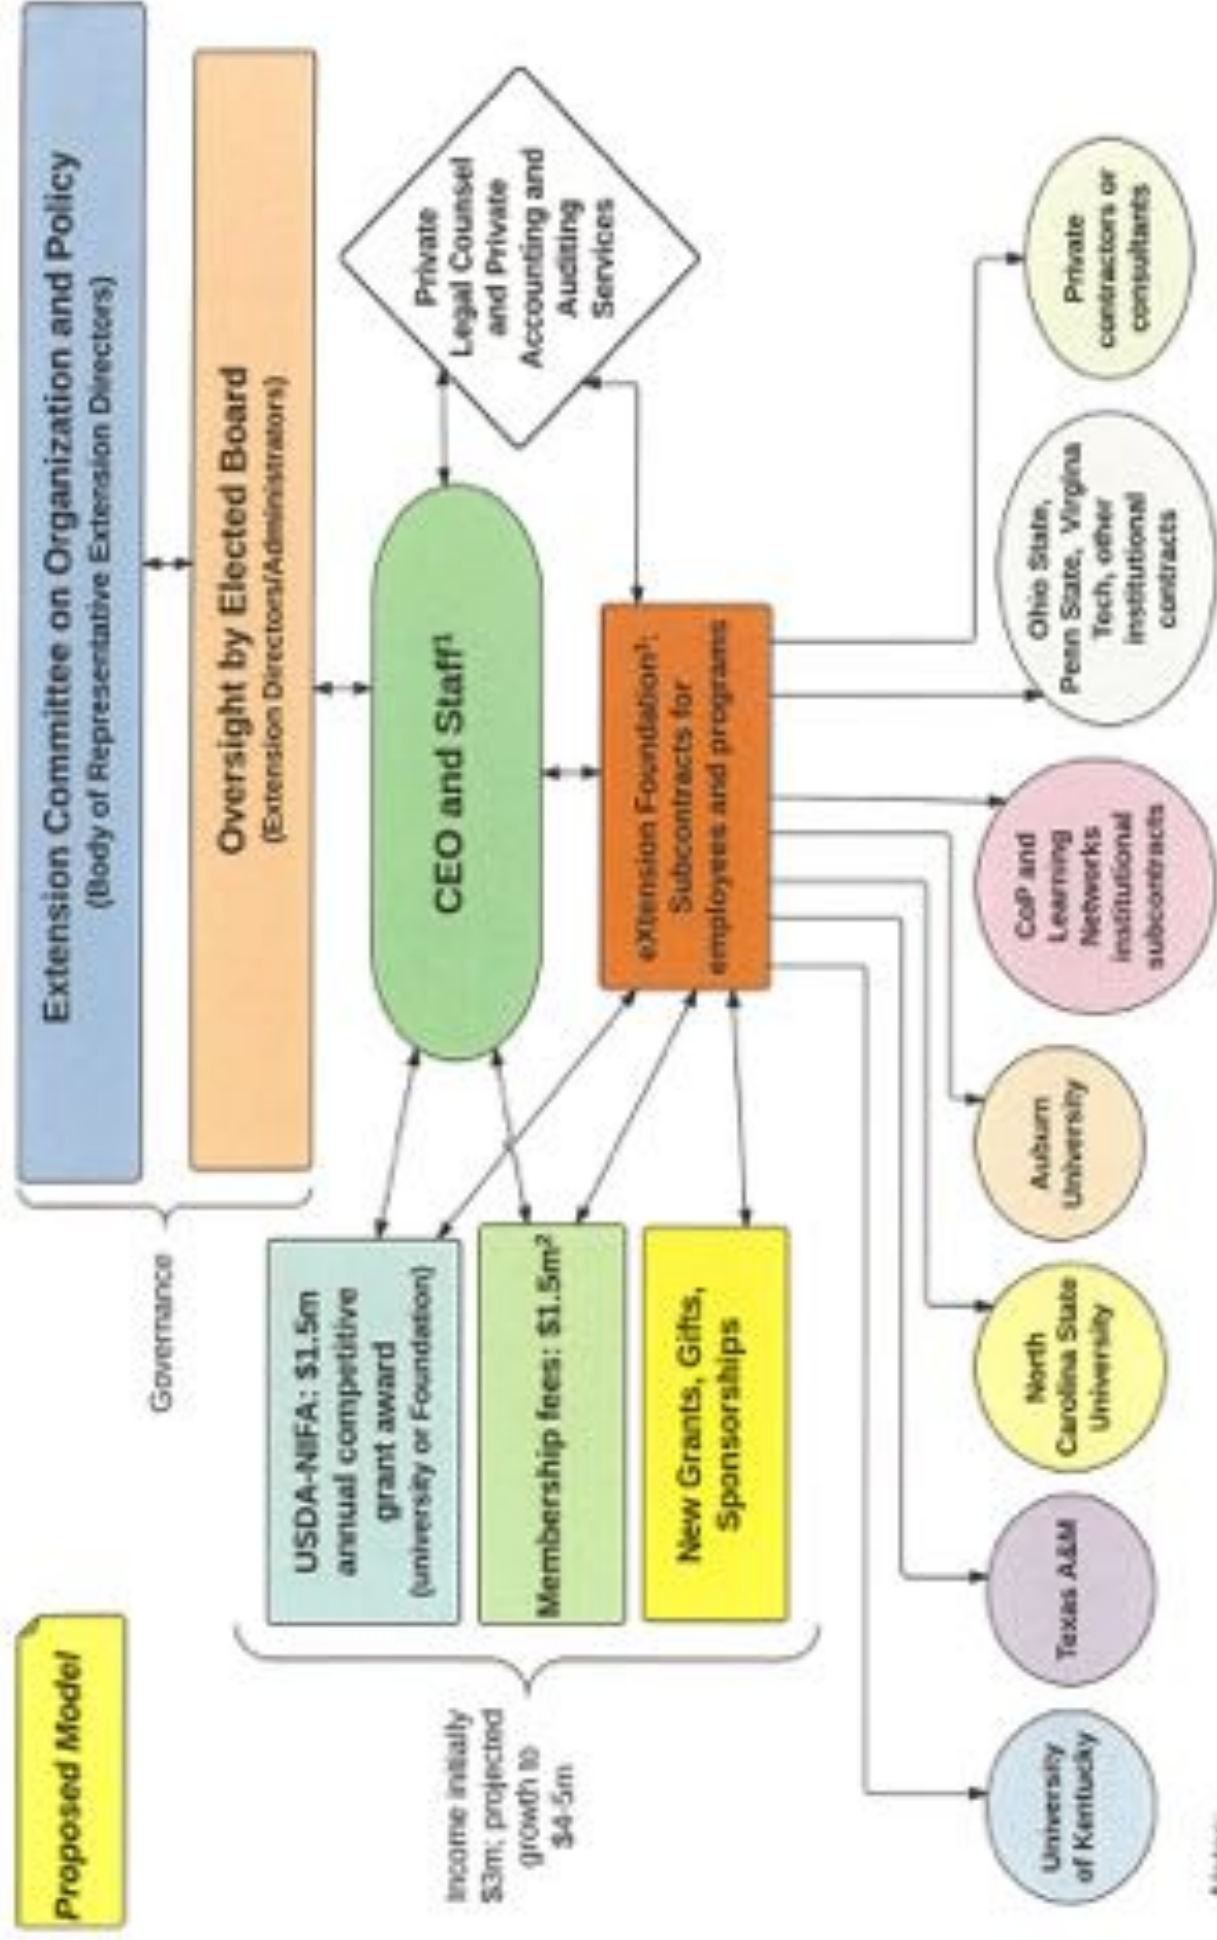 Proposed Model
Extension Committee on Organization and Policy
(Body of Representative Extension Directors)
Governance
Oversight by Elected Board
(Extension Directors/Administrators)
Income initially
$3m; projected
growth to
$4-5m
USDA-NIFA: $1.5m
annual competitive
grant award
(university or Foundation)
Membership fees: $1.5m²
New Grants, Gifts,
Sponsorships
CEO and Staff¹
Private
Legal Counsel
and Private
Accounting and
Auditing
Services
eXtension Foundation¹:
Subcontracts for
employees and programs
University
of Kentucky
Texas A&M
North
Carolina State
University
Auburn
University
CoP and
Learning
Networks
institutional
subcontracts
Ohio State,
Penn State, Virgina
Tech, other
institutional
contracts
Private
contractors or
consultants